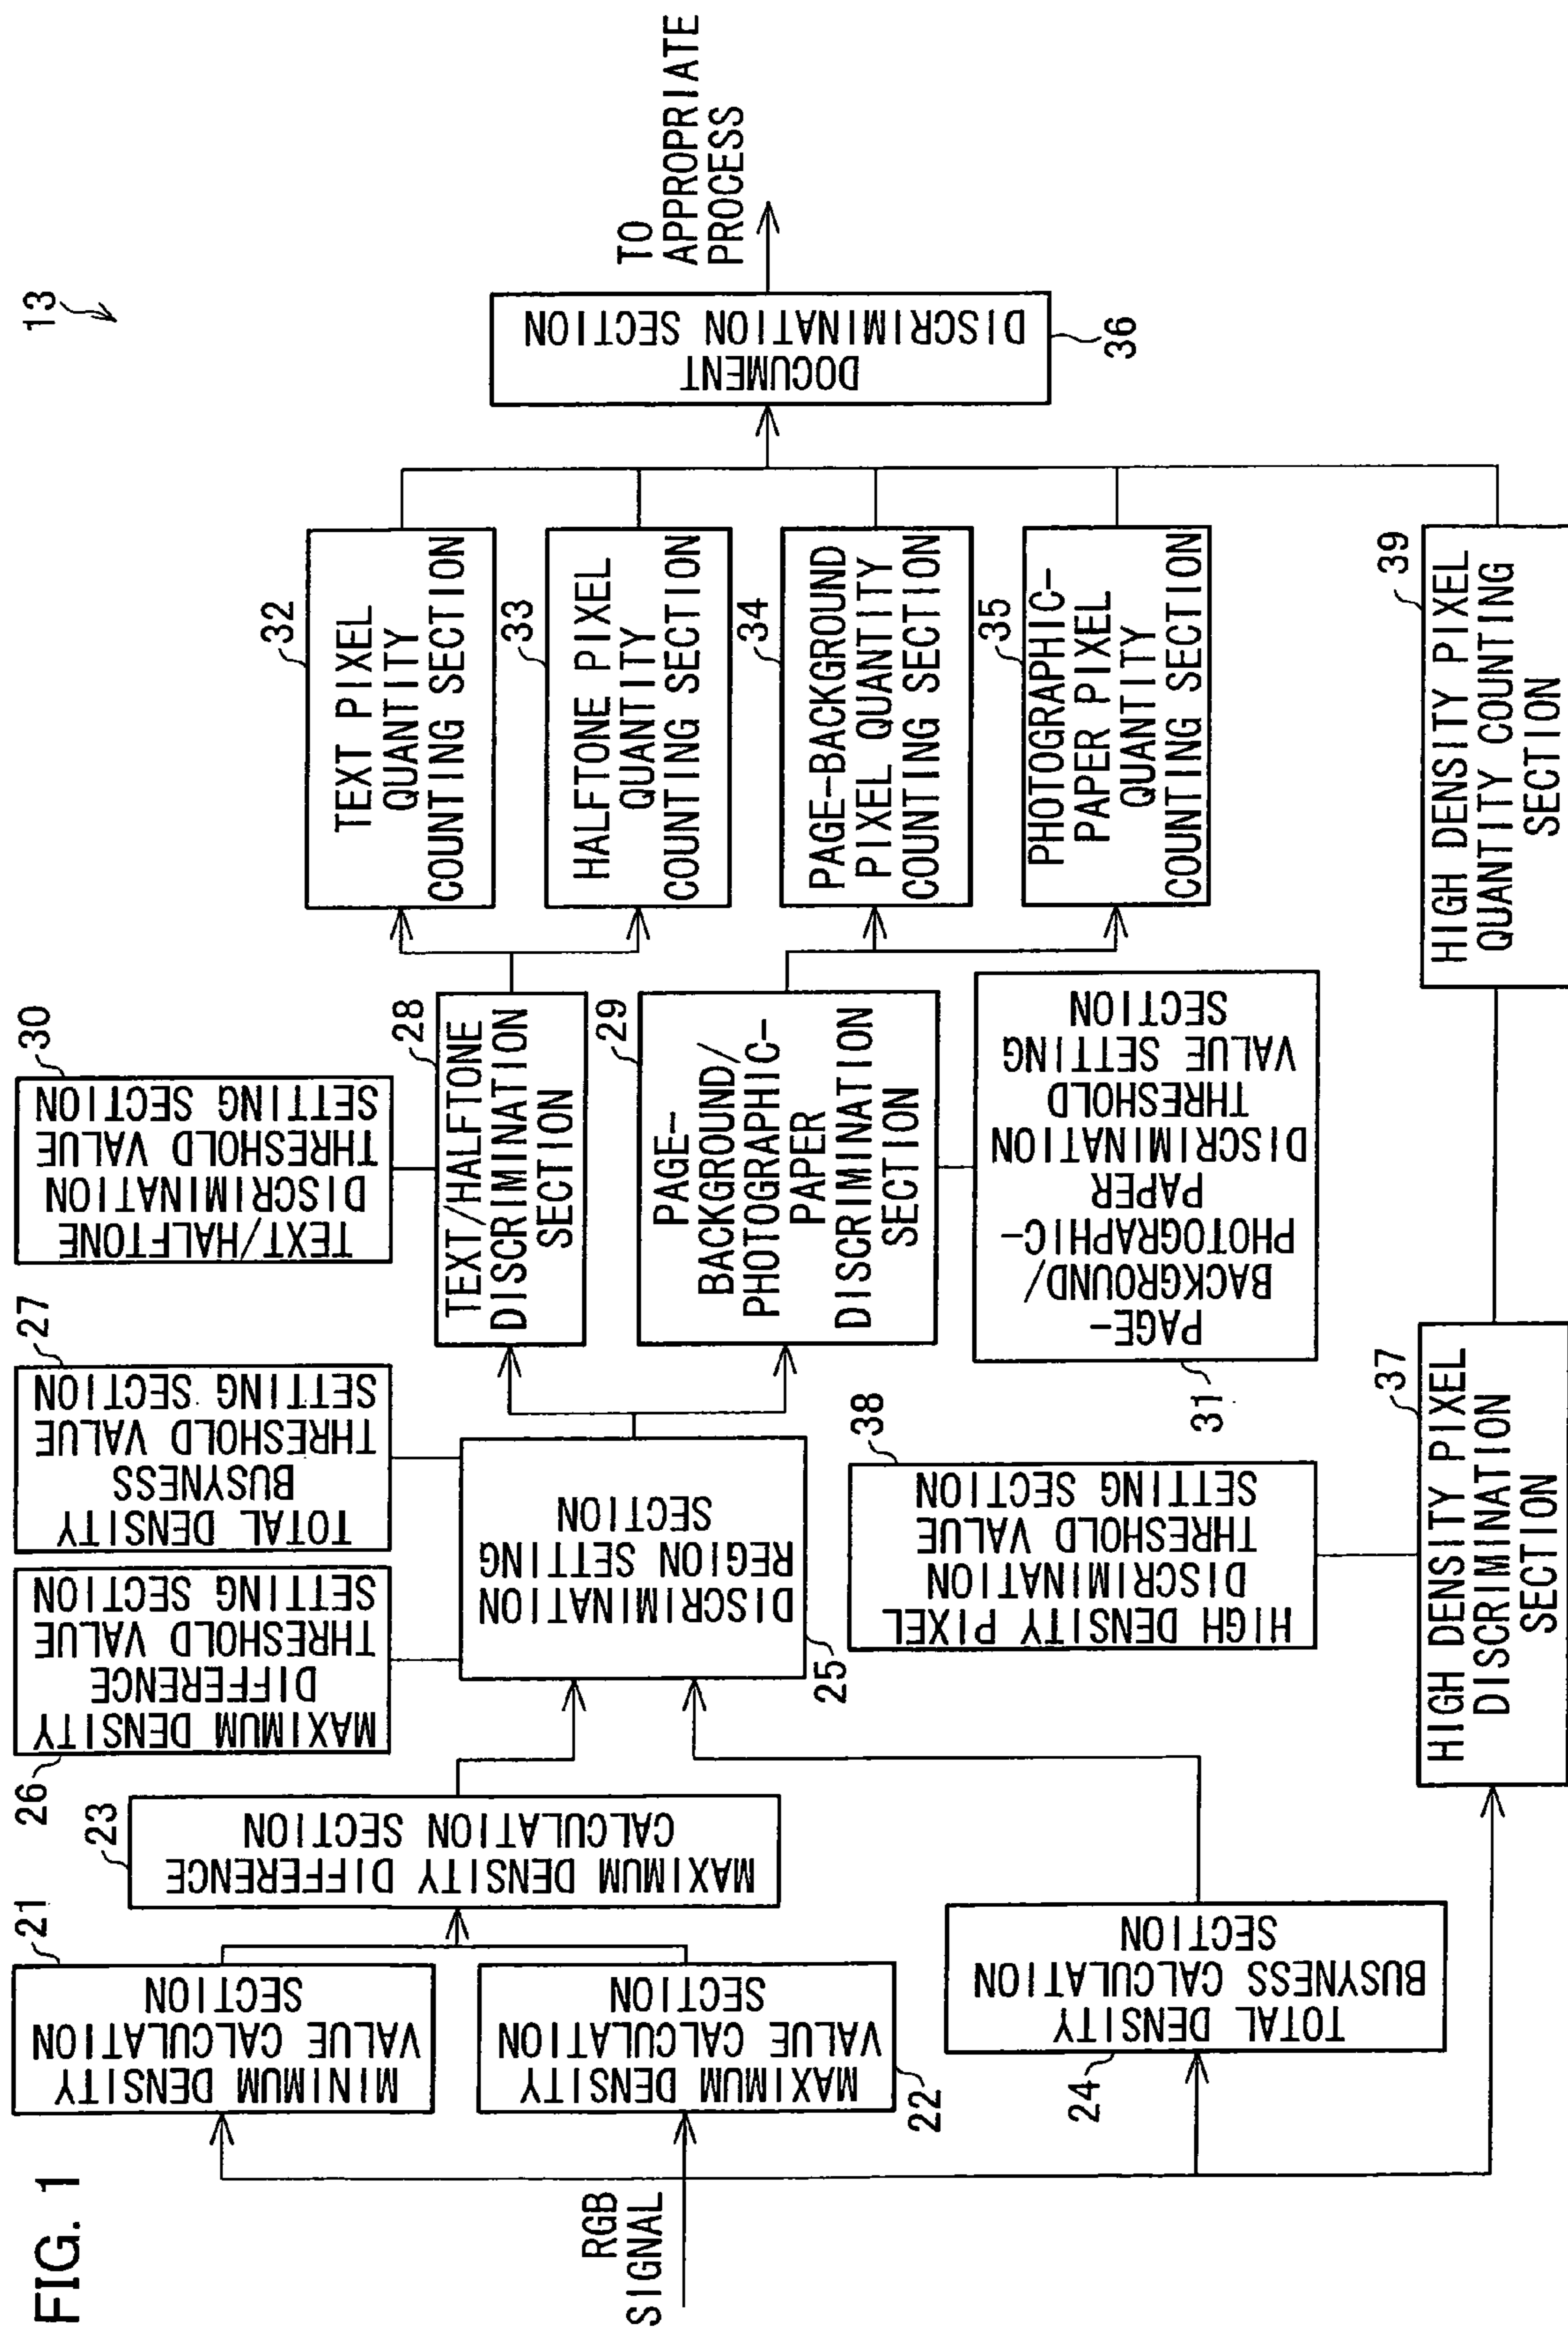 FIG. 1
13
RGB
SIGNAL
21
MINIMUM DENSITY
VALUE CALCULATION
SECTION
22
MAXIMUM DENSITY
VALUE CALCULATION
SECTION
23
MAXIMUM DENSITY DIFFERENCE
CALCULATION SECTION
24
TOTAL DENSITY
BUSYNESS CALCULATION
SECTION
26
MAXIMUM DENSITY
DIFFERENCE
THRESHOLD VALUE
SETTING SECTION
27
TOTAL DENSITY
BUSYNESS
THRESHOLD VALUE
SETTING SECTION
25
DISCRIMINATION
REGION SETTING
SECTION
38
HIGH DENSITY PIXEL
DISCRIMINATION
THRESHOLD VALUE
SETTING SECTION
37
HIGH DENSITY PIXEL
DISCRIMINATION
SECTION
30
TEXT/HALFTONE
DISCRIMINATION
THRESHOLD VALUE
SETTING SECTION
28
TEXT/HALFTONE
DISCRIMINATION
SECTION
29
PAGE-
BACKGROUND/
PHOTOGRAPHIC-
PAPER
DISCRIMINATION
SECTION
31
PAGE-
BACKGROUND/
PHOTOGRAPHIC-
PAPER
DISCRIMINATION
THRESHOLD
VALUE SETTING
SECTION
32
TEXT PIXEL
QUANTITY
COUNTING SECTION
33
HALFTONE PIXEL
QUANTITY
COUNTING SECTION
34
PAGE-BACKGROUND
PIXEL QUANTITY
COUNTING SECTION
35
PHOTOGRAPHIC-
PAPER PIXEL
QUANTITY
COUNTING SECTION
39
HIGH DENSITY PIXEL
QUANTITY COUNTING
SECTION
DOCUMENT
DISCRIMINATION SECTION
36
TO
APPROPRIATE
PROCESS